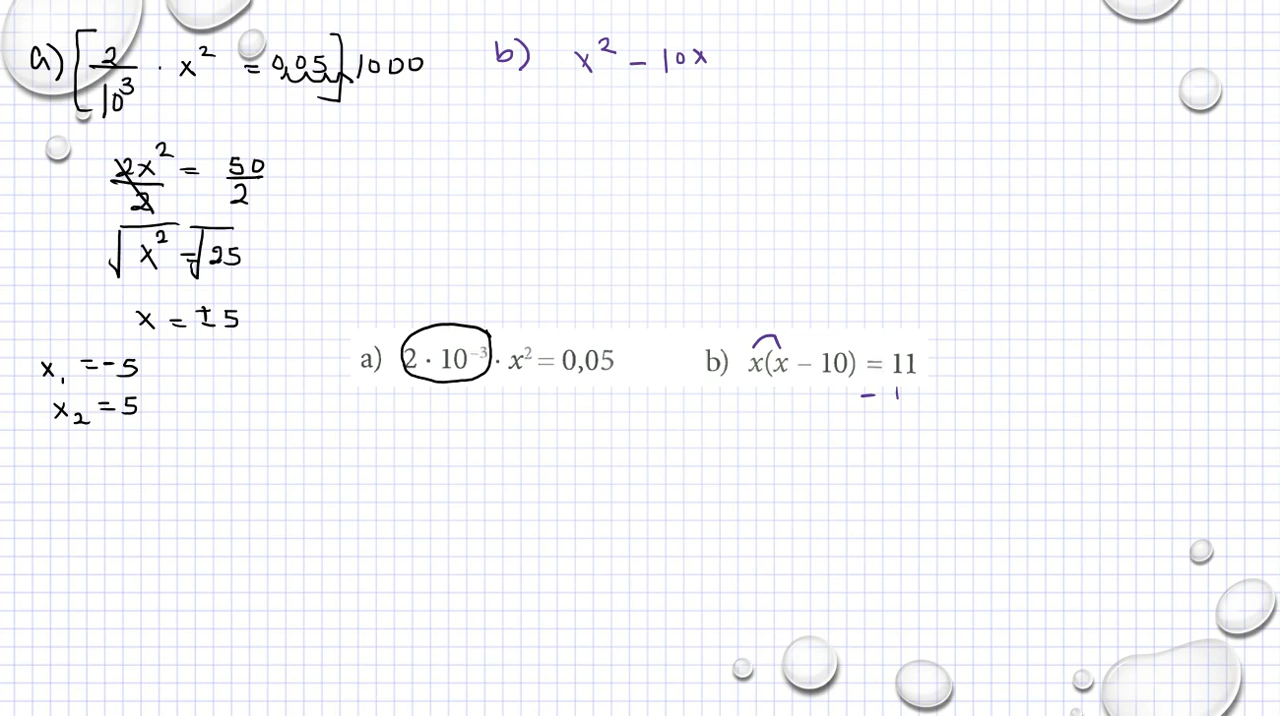 a) [2/10³ · x² = 0,05] 1000
2x²/2 = 50/2
√x² = √25
x = ±5
x₁ = -5
x₂ = 5
b) x² - 10x
a) 2 · 10⁻³ · x² = 0,05
b) x(x – 10) = 11
- 1